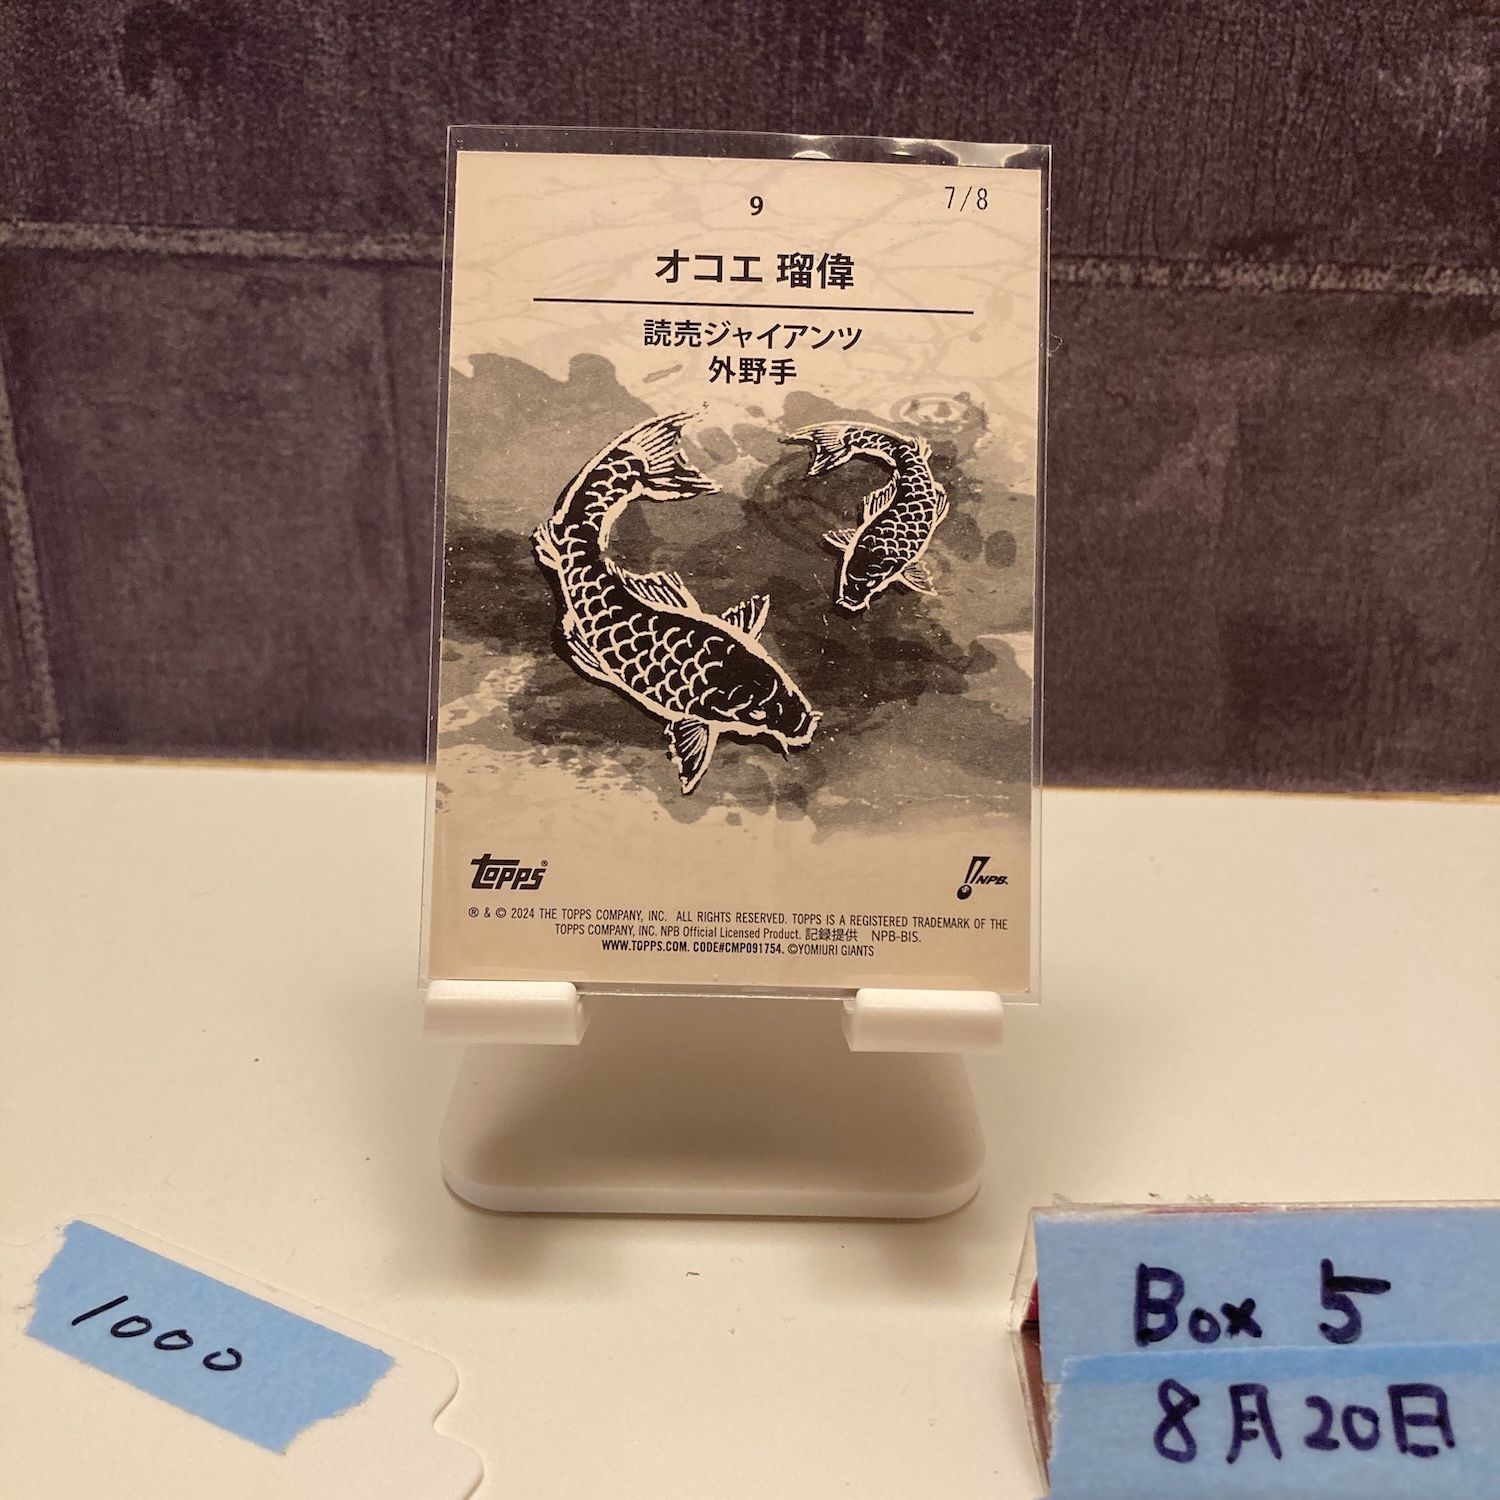 9
7/8
オコエ 瑠偉
読売ジャイアンツ
外野手
Topps®
NPB.
® & © 2024 THE TOPPS COMPANY, INC. ALL RIGHTS RESERVED. TOPPS IS A REGISTERED TRADEMARK OF THE
TOPPS COMPANY, INC. NPB Official Licensed Product. 記録提供 NPB-BIS.
WWW.TOPPS.COM. CODE#CMP091754. ©YOMIURI GIANTS
1000
Box 5
8月20日